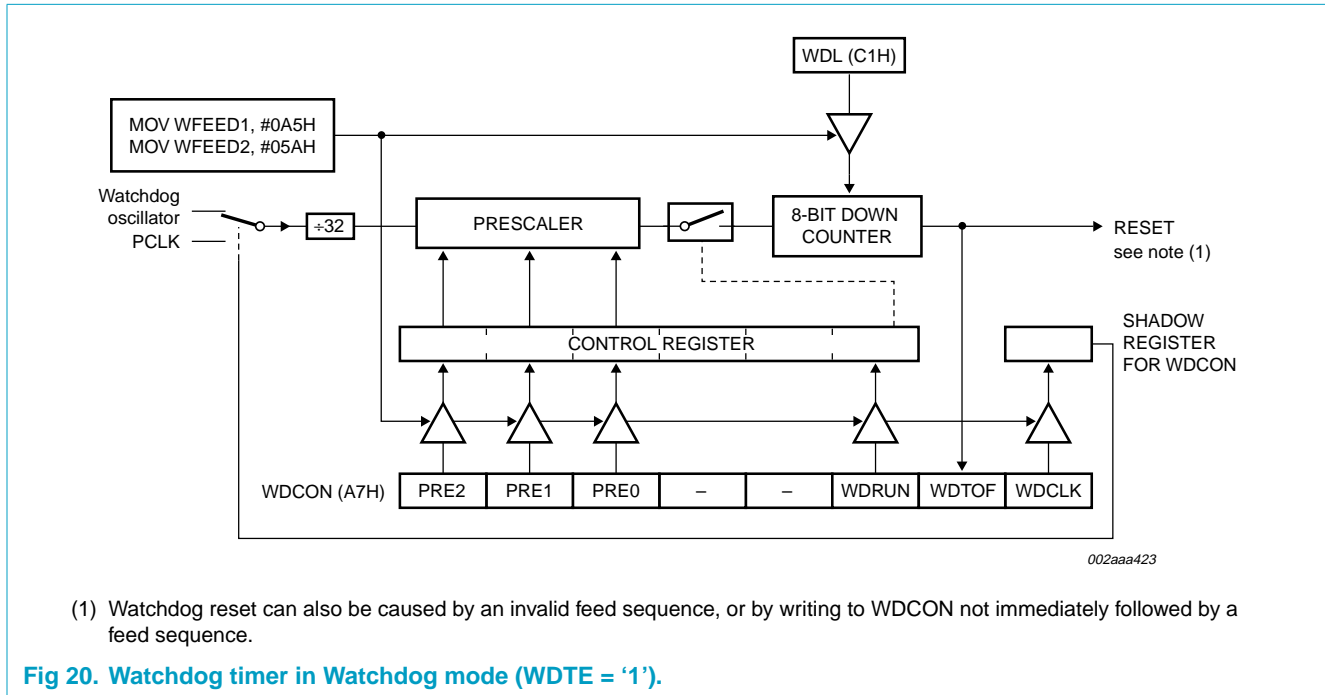 WDL (C1H)
MOV WFEED1, #0A5H
MOV WFEED2, #05AH
Watchdog
oscillator
PCLK
÷32
PRESCALER
8-BIT DOWN
COUNTER
RESET
see note (1)
CONTROL REGISTER
SHADOW
REGISTER
FOR WDCON
WDCON (A7H)
PRE2
PRE1
PRE0
–
–
WDRUN
WDTOF
WDCLK
002aaa423
(1) Watchdog reset can also be caused by an invalid feed sequence, or by writing to WDCON not immediately followed by a
feed sequence.
Fig 20. Watchdog timer in Watchdog mode (WDTE = ‘1’).